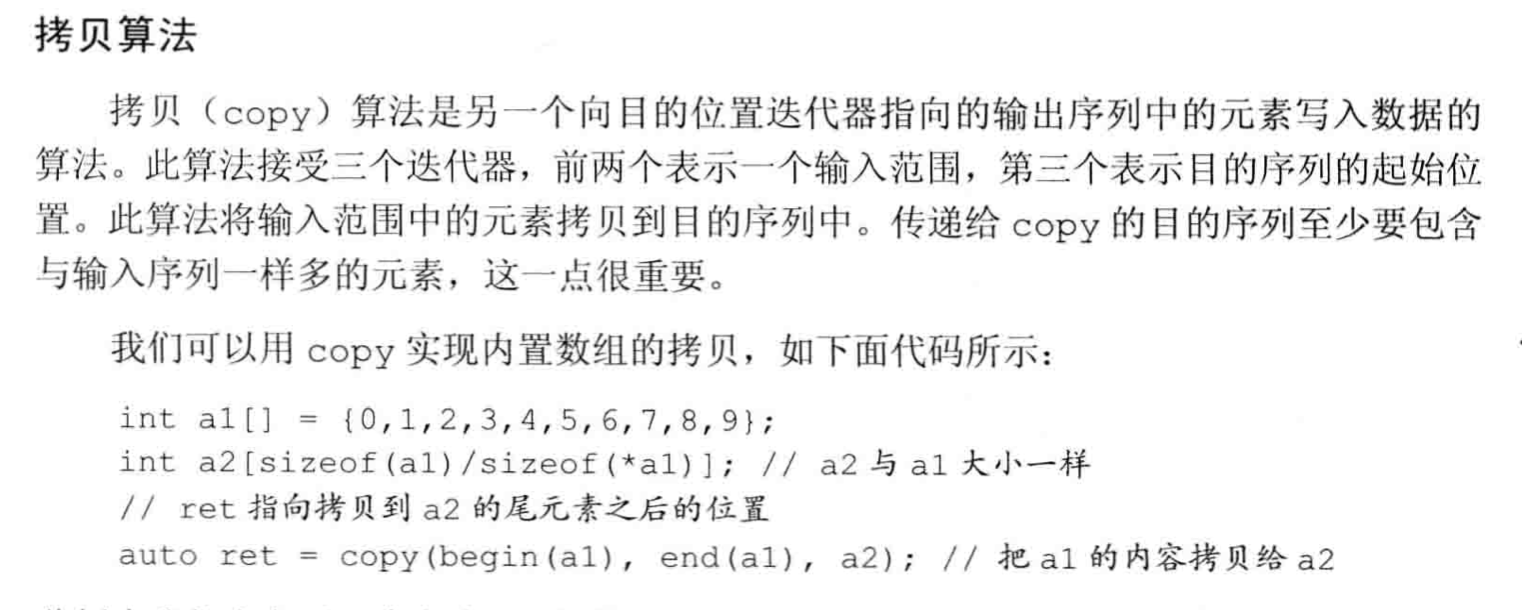 拷贝算法
拷贝（copy）算法是另一个向目的位置迭代器指向的输出序列中的元素写入数据的
算法。此算法接受三个迭代器，前两个表示一个输入范围，第三个表示目的序列的起始位
置。此算法将输入范围中的元素拷贝到目的序列中。传递给 copy 的目的序列至少要包含
与输入序列一样多的元素，这一点很重要。
我们可以用 copy 实现内置数组的拷贝，如下面代码所示：
int a1[] = {0,1,2,3,4,5,6,7,8,9};
int a2[sizeof(a1)/sizeof(*a1)]; // a2 与 a1 大小一样
// ret 指向拷贝到 a2 的尾元素之后的位置
auto ret = copy(begin(a1), end(a1), a2); // 把 a1 的内容拷贝给 a2